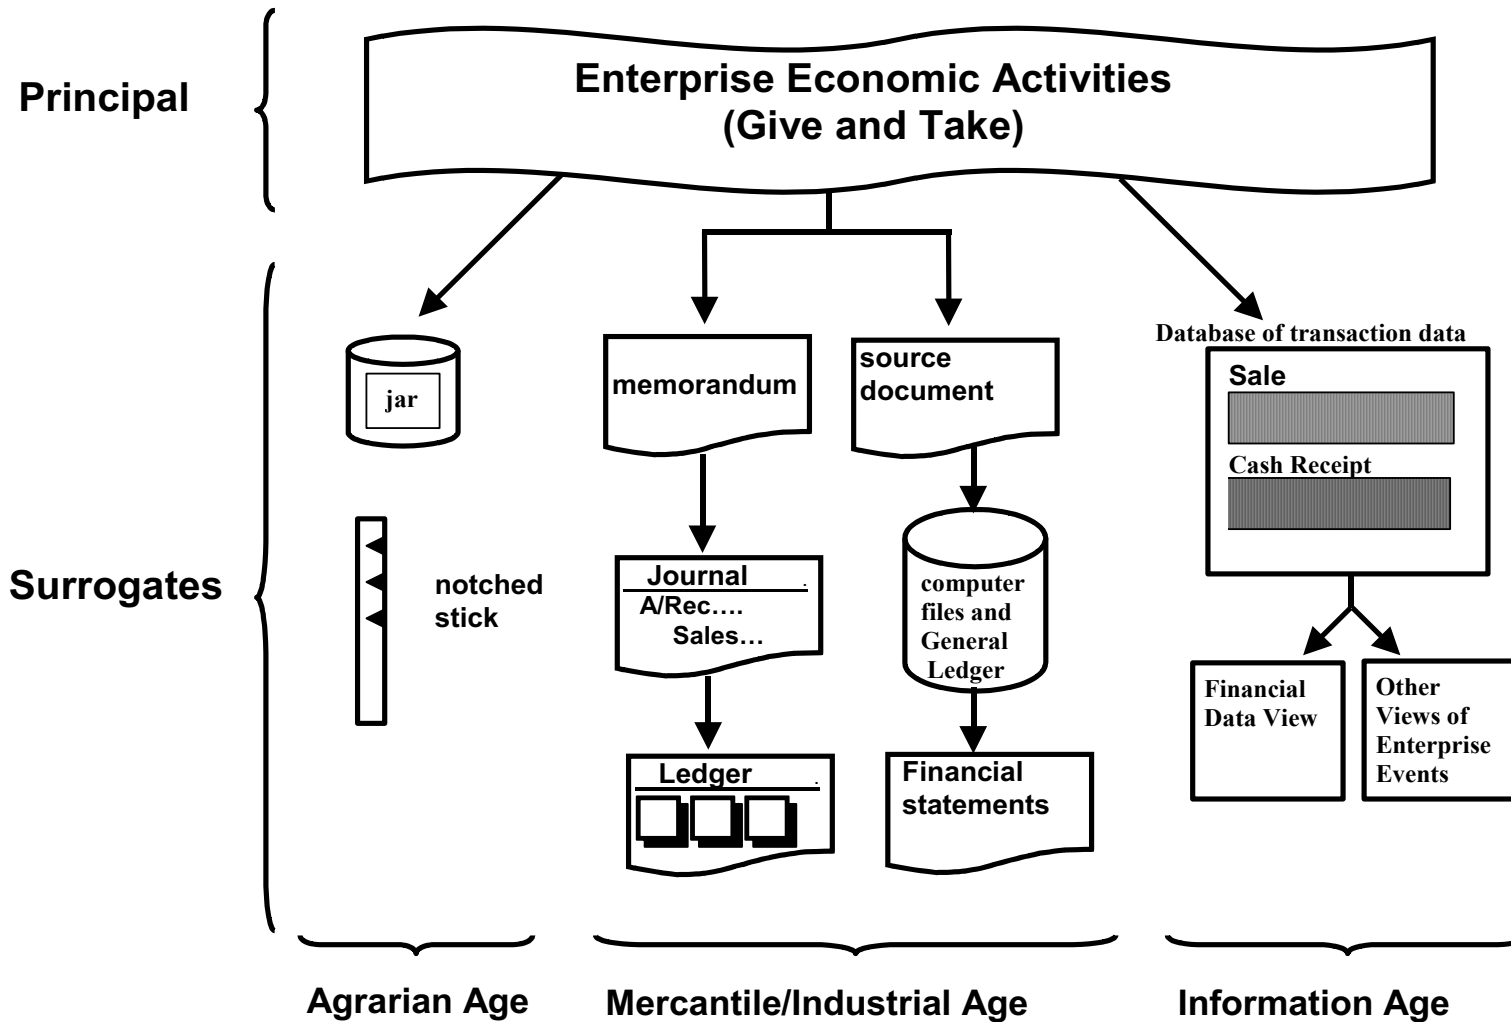 Principal
Enterprise Economic Activities
(Give and Take)
Surrogates
jar
notched
stick
memorandum
Journal .
A/Rec….
Sales…
Ledger .
source
document
computer
files and
General
Ledger
Financial
statements
Database of transaction data
Sale
Cash Receipt
Financial
Data View
Other
Views of
Enterprise
Events
Agrarian Age
Mercantile/Industrial Age
Information Age